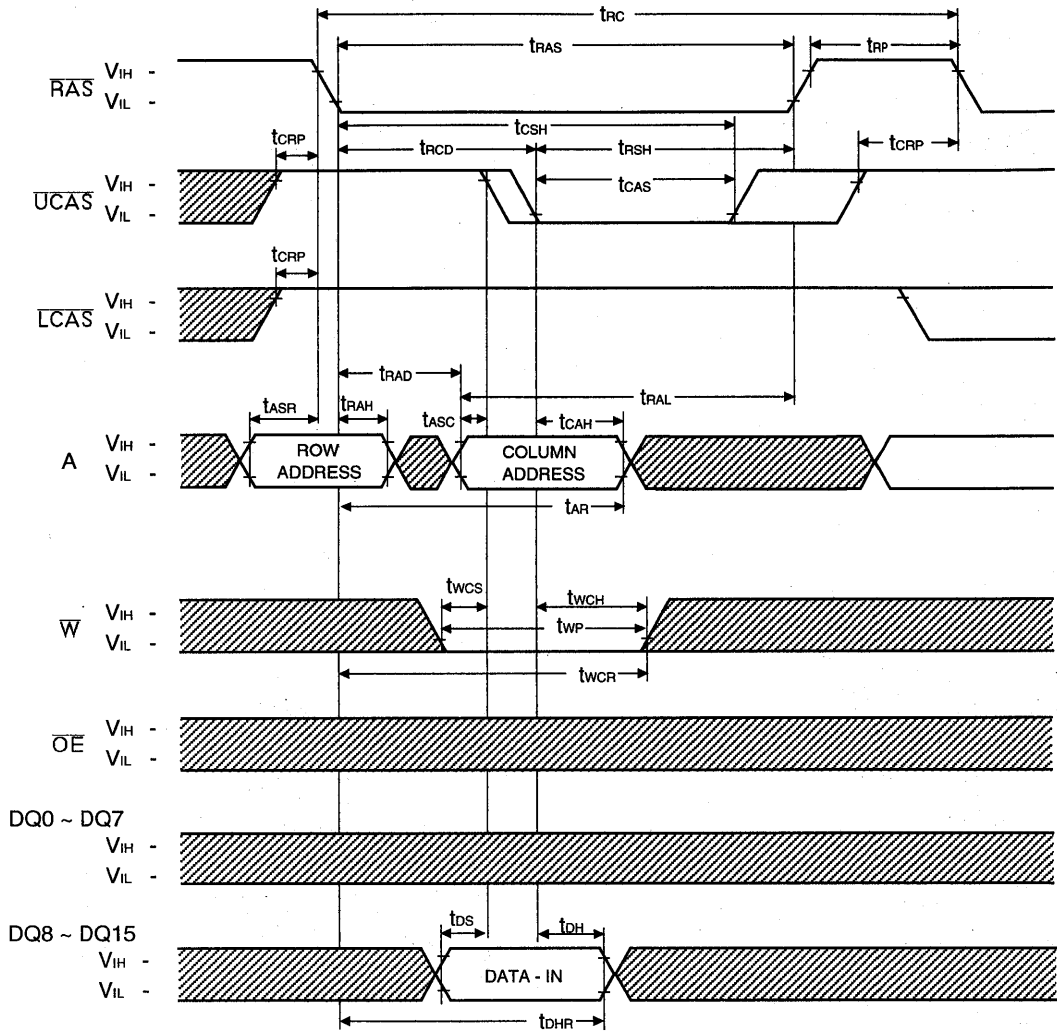 tRC
tRAS
tRP
RAS
VIH -
VIL -
tCSH
tCRP
tRCD
tRSH
tCRP
UCAS
VIH -
VIL -
tCAS
tCRP
LCAS
VIH -
VIL -
tRAD
tRAL
tASR
tRAH
tASC
tCAH
A
VIH -
VIL -
ROW ADDRESS
COLUMN ADDRESS
tAR
tWCS
tWCH
W
VIH -
VIL -
tWP
tWCR
OE
VIH -
VIL -
DQ0 ~ DQ7
VIH -
VIL -
DQ8 ~ DQ15
tDS
tDH
VIH -
VIL -
DATA - IN
tDHR